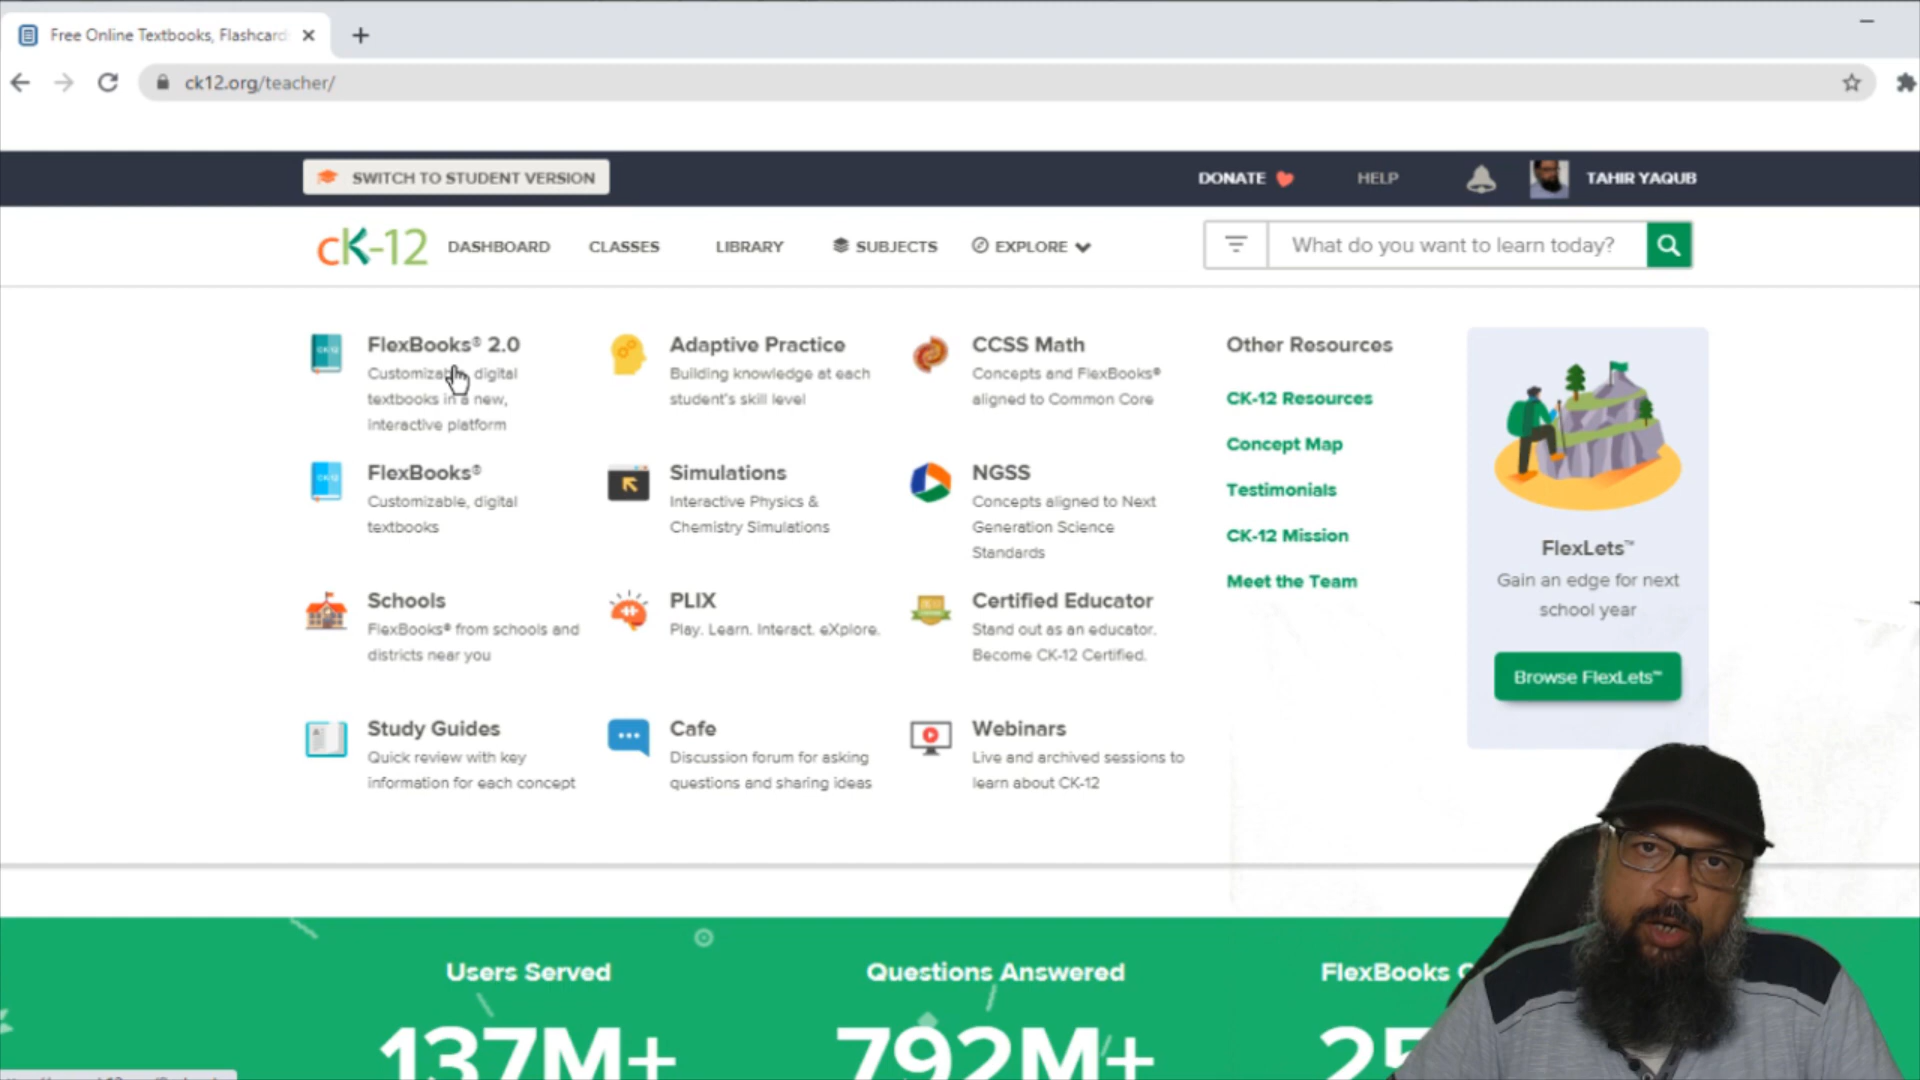 Free Online Textbooks, Flashcard
ck12.org/teacher/
SWITCH TO STUDENT VERSION
DONATE
HELP
TAHIR YAQUB
cK-12
DASHBOARD
CLASSES
LIBRARY
SUBJECTS
EXPLORE
What do you want to learn today?
FlexBooks® 2.0
Customizable, digital
textbooks in a new,
interactive platform
Adaptive Practice
Building knowledge at each
student's skill level
CCSS Math
Concepts and FlexBooks®
aligned to Common Core
FlexBooks®
Customizable, digital
textbooks
Simulations
Interactive Physics &
Chemistry Simulations
NGSS
Concepts aligned to Next
Generation Science
Standards
Schools
FlexBooks® from schools and
districts near you
PLIX
Play. Learn. Interact. eXplore.
Certified Educator
Stand out as an educator.
Become CK-12 Certified.
Study Guides
Quick review with key
information for each concept
Cafe
Discussion forum for asking
questions and sharing ideas
Webinars
Live and archived sessions to
learn about CK-12
Other Resources
CK-12 Resources
Concept Map
Testimonials
CK-12 Mission
Meet the Team
FlexLets™
Gain an edge for next
school year
Browse FlexLets™
Users Served
137M+
Questions Answered
792M+
FlexBooks
25